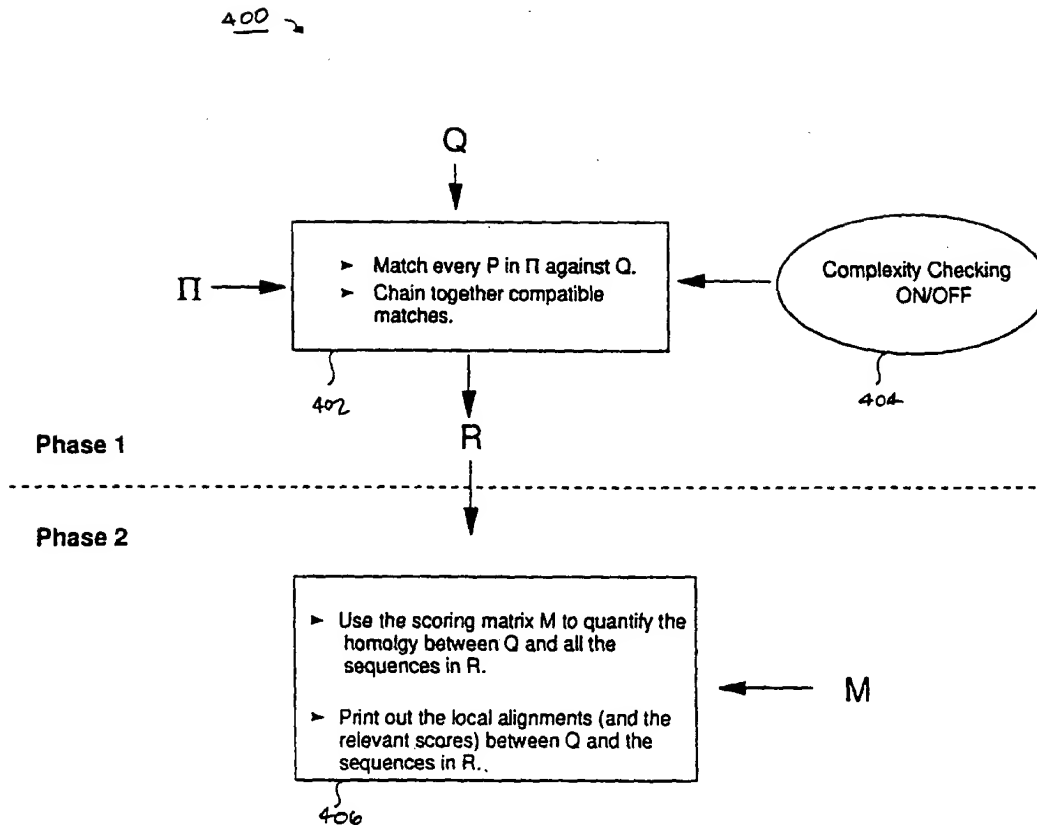 400
Q
➤ Match every P in Π against Q.
➤ Chain together compatible
matches.
Π
Complexity Checking
ON/OFF
402
404
R
Phase 1
Phase 2
➤ Use the scoring matrix M to quantify the
homolgy between Q and all the
sequences in R.
➤ Print out the local alignments (and the
relevant scores) between Q and the
sequences in R.
M
406